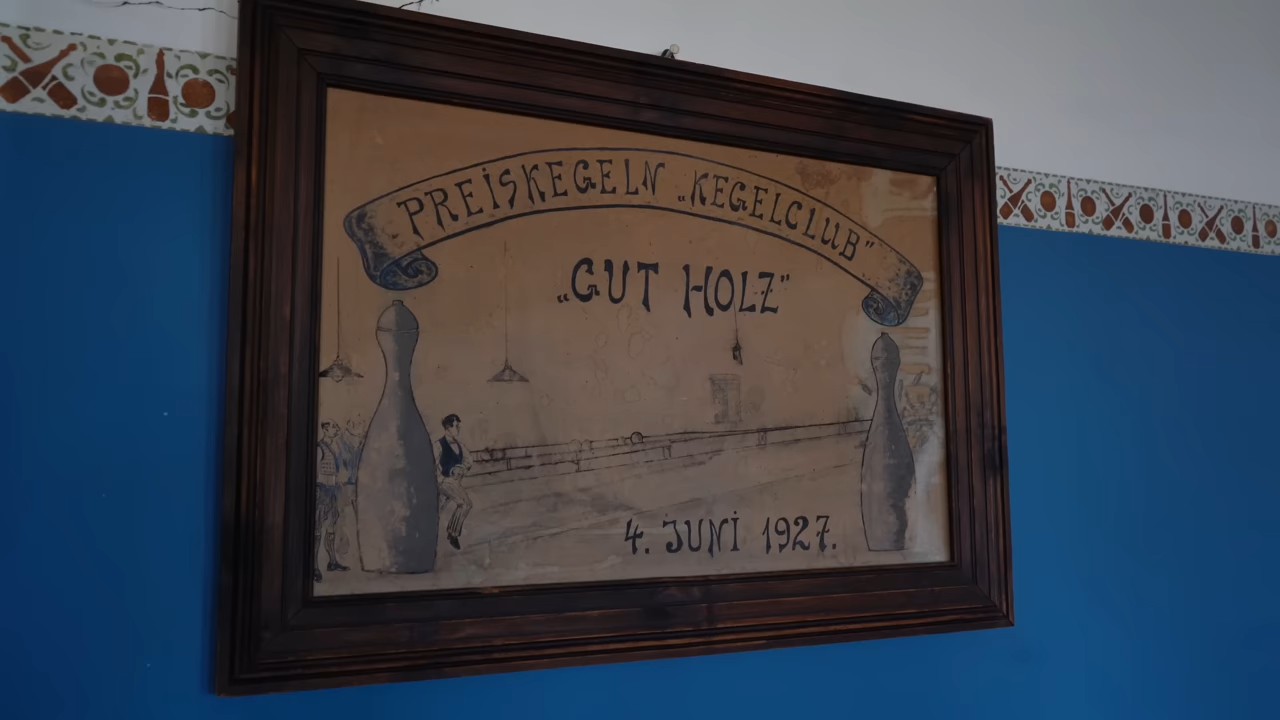 PREISKEGELN „KEGELCLUB"
„GUT HOLZ"
4. JUNI 1927.